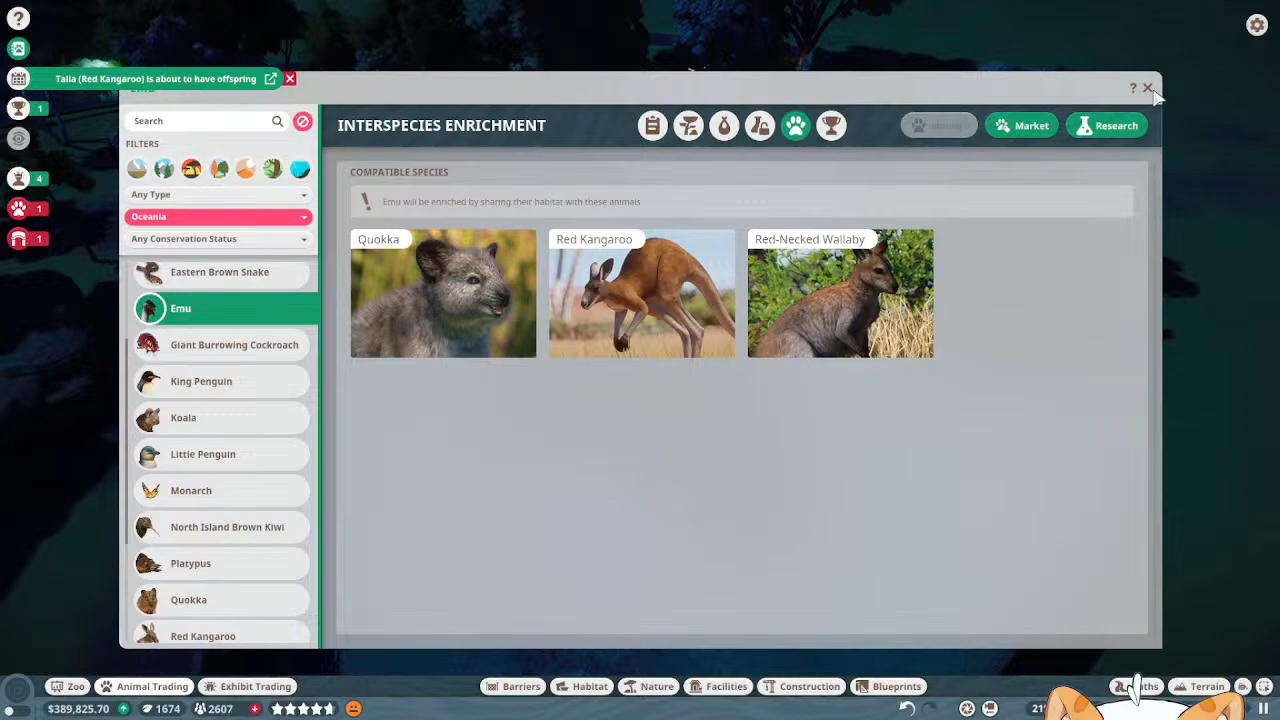 ?
Talia (Red Kangaroo) is about to have offspring
?
1
4
1
1
Search
FILTERS
Any Type
Oceania
Any Conservation Status
Eastern Brown Snake
Emu
Giant Burrowing Cockroach
King Penguin
Koala
Little Penguin
Monarch
North Island Brown Kiwi
Platypus
Quokka
Red Kangaroo
INTERSPECIES ENRICHMENT
Market
Research
COMPATIBLE SPECIES
Emu will be enriched by sharing their habitat with these animals
Quokka
Red Kangaroo
Red-Necked Wallaby
Zoo
Animal Trading
Exhibit Trading
Barriers
Habitat
Nature
Facilities
Construction
Blueprints
Terrain
$389,825.70
1674
2607